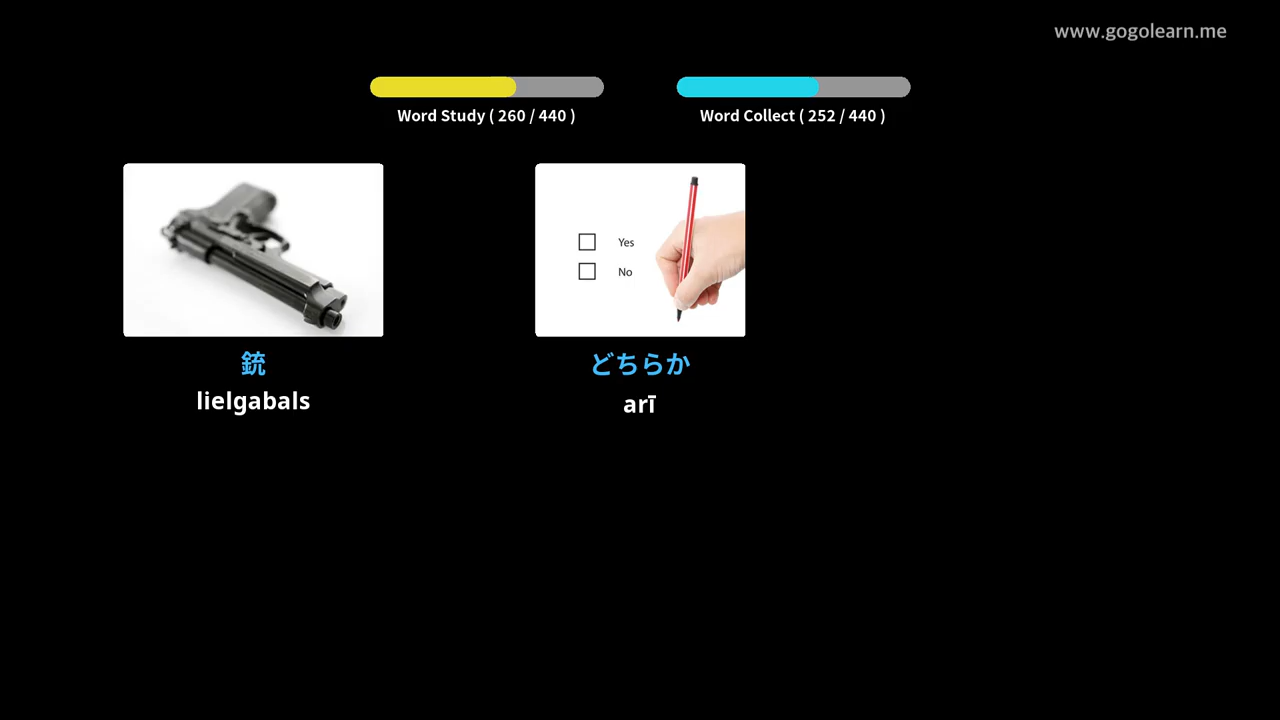 www.gogolearn.me
Word Study ( 260 / 440 )
Word Collect ( 252 / 440 )
Yes
No
銃
lielgabals
どちらか
arī